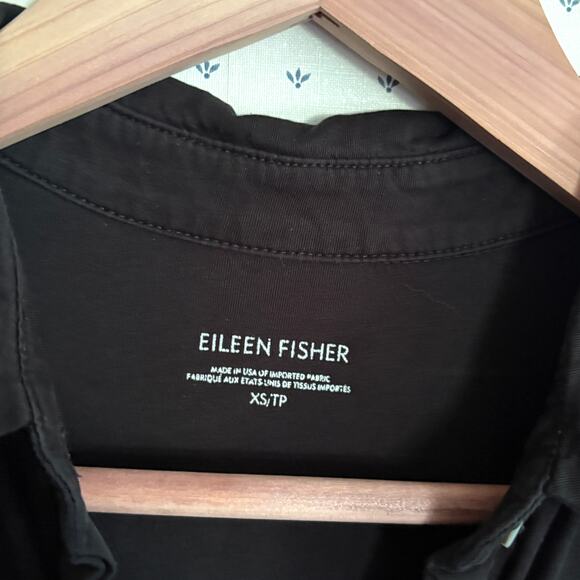 EILEEN FISHER
MADE IN USA OF IMPORTED FABRIC
FABRIQUÉ AUX ÉTATS-UNIS DE TISSUS IMPORTÉS
XS/TP